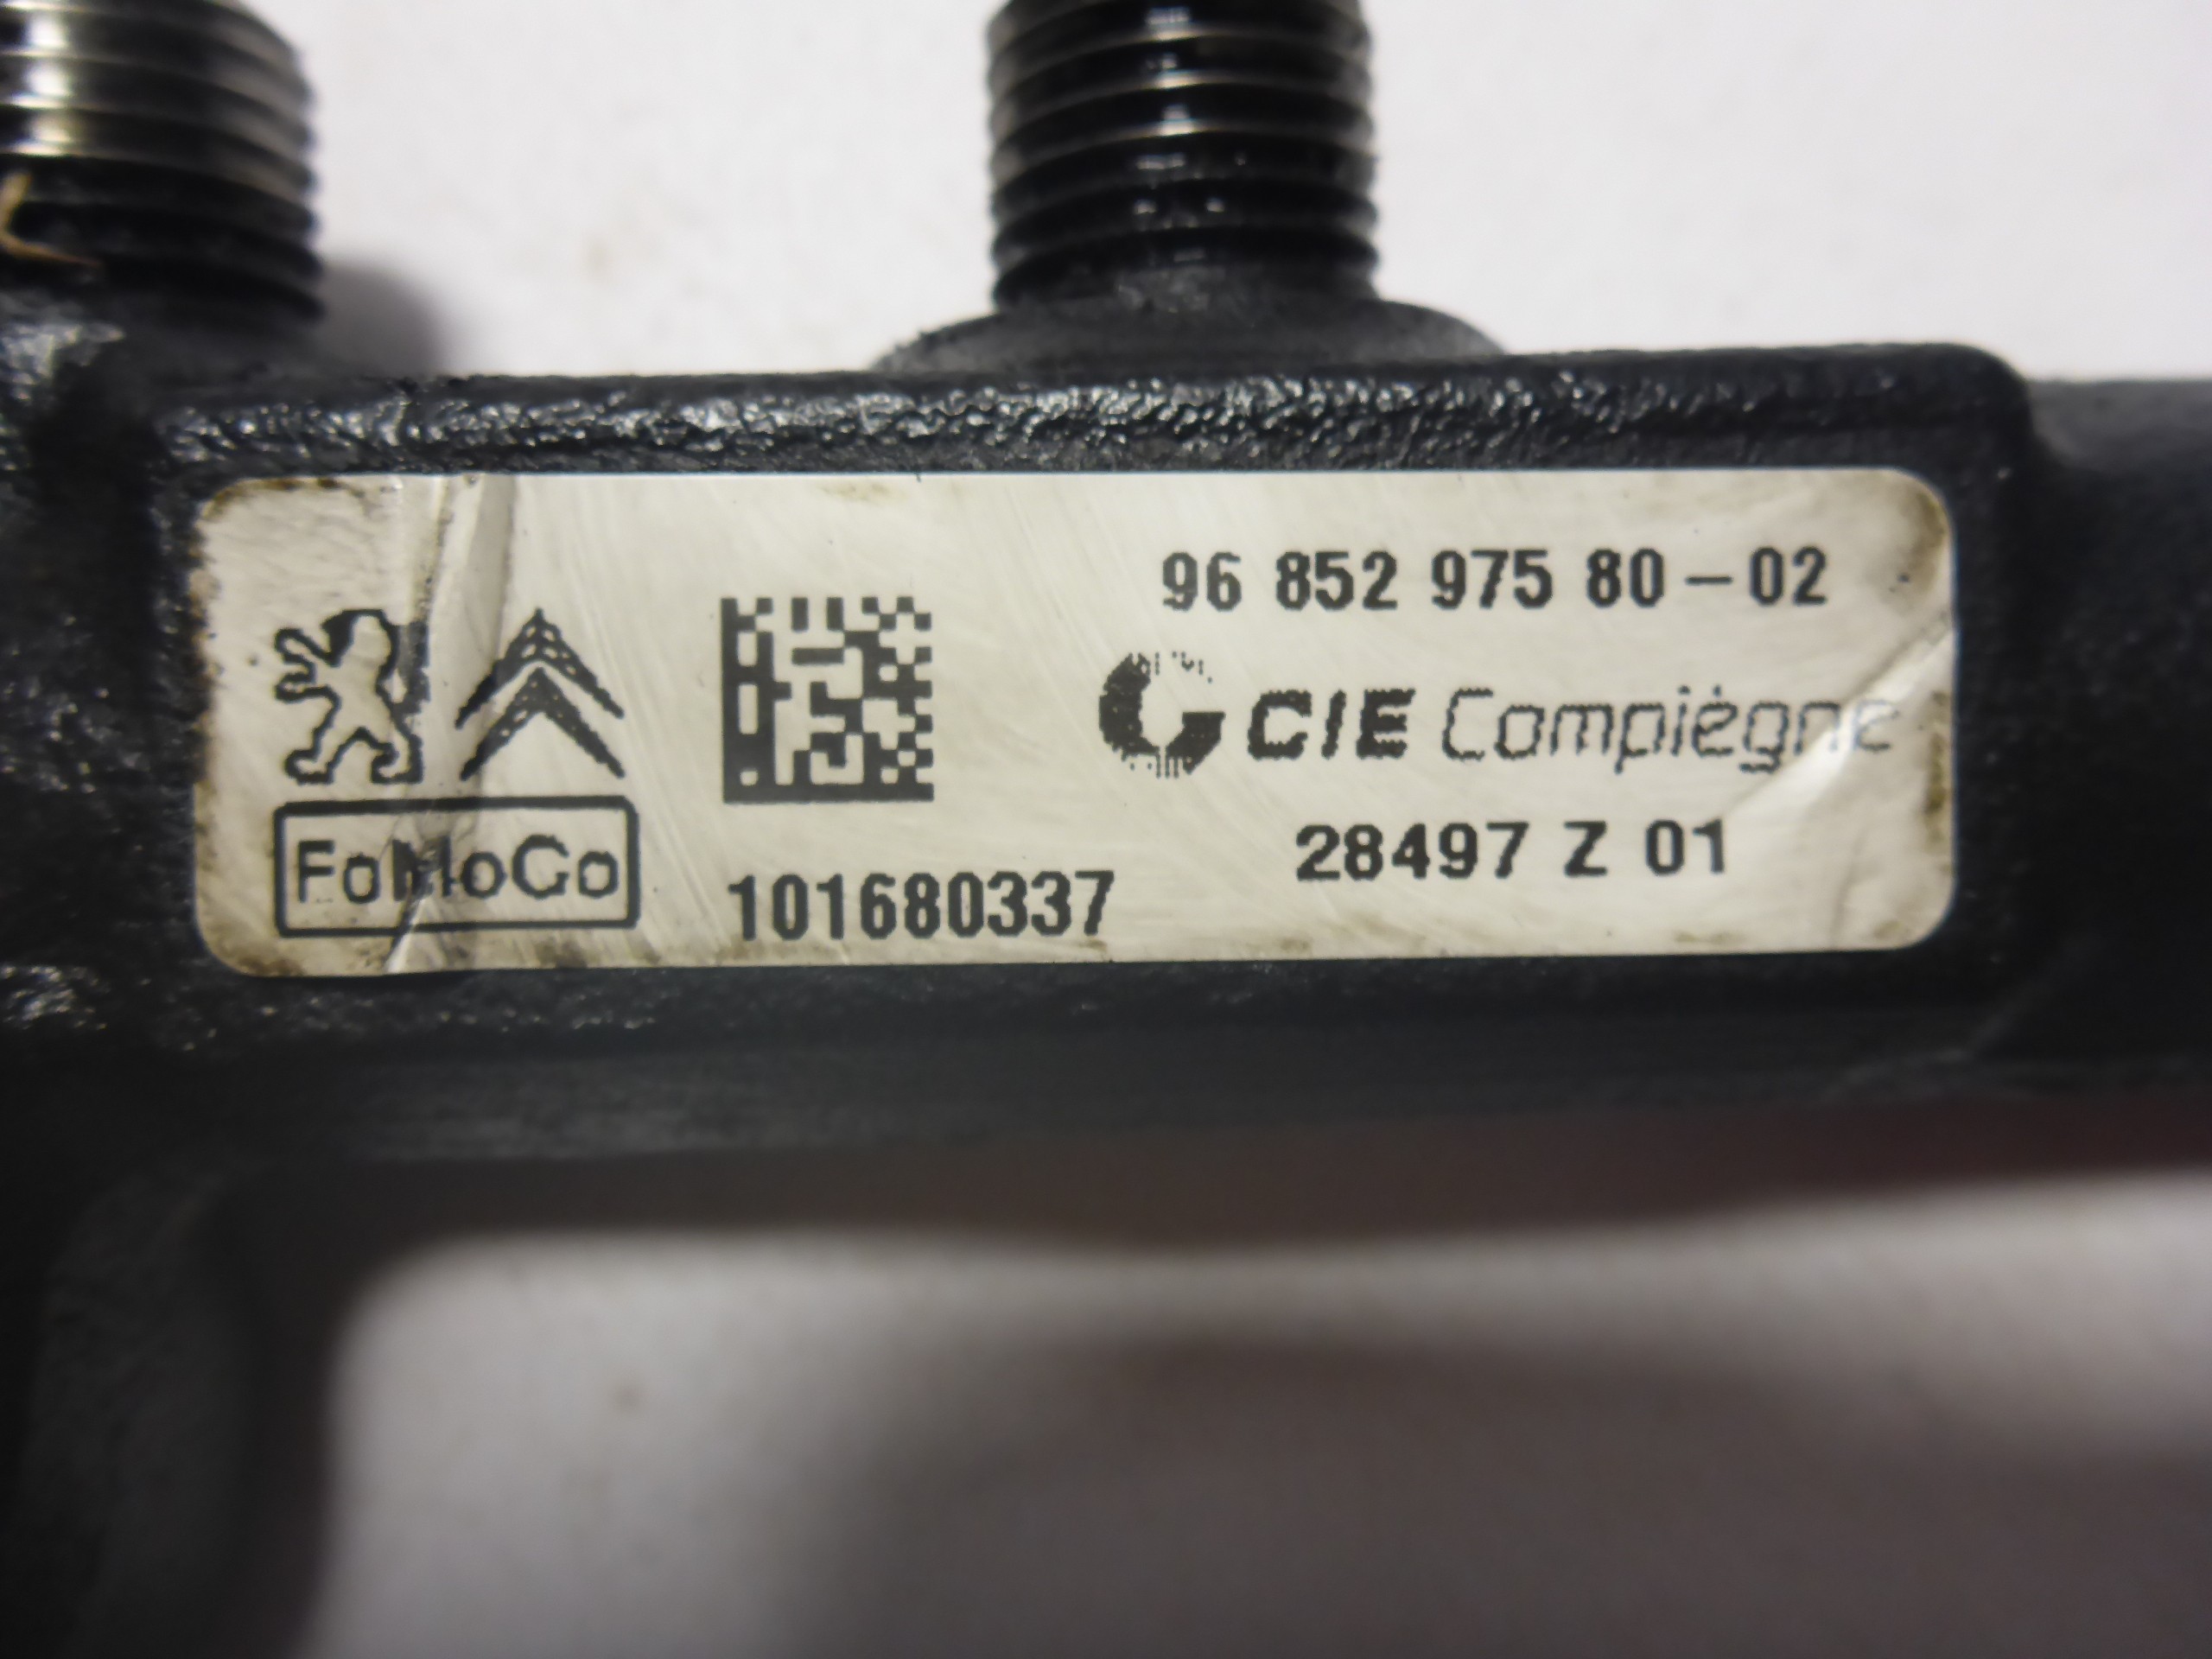 96 852 975 80-02
CIE Compiègne
28497 Z 01
FoMoCo
101680337